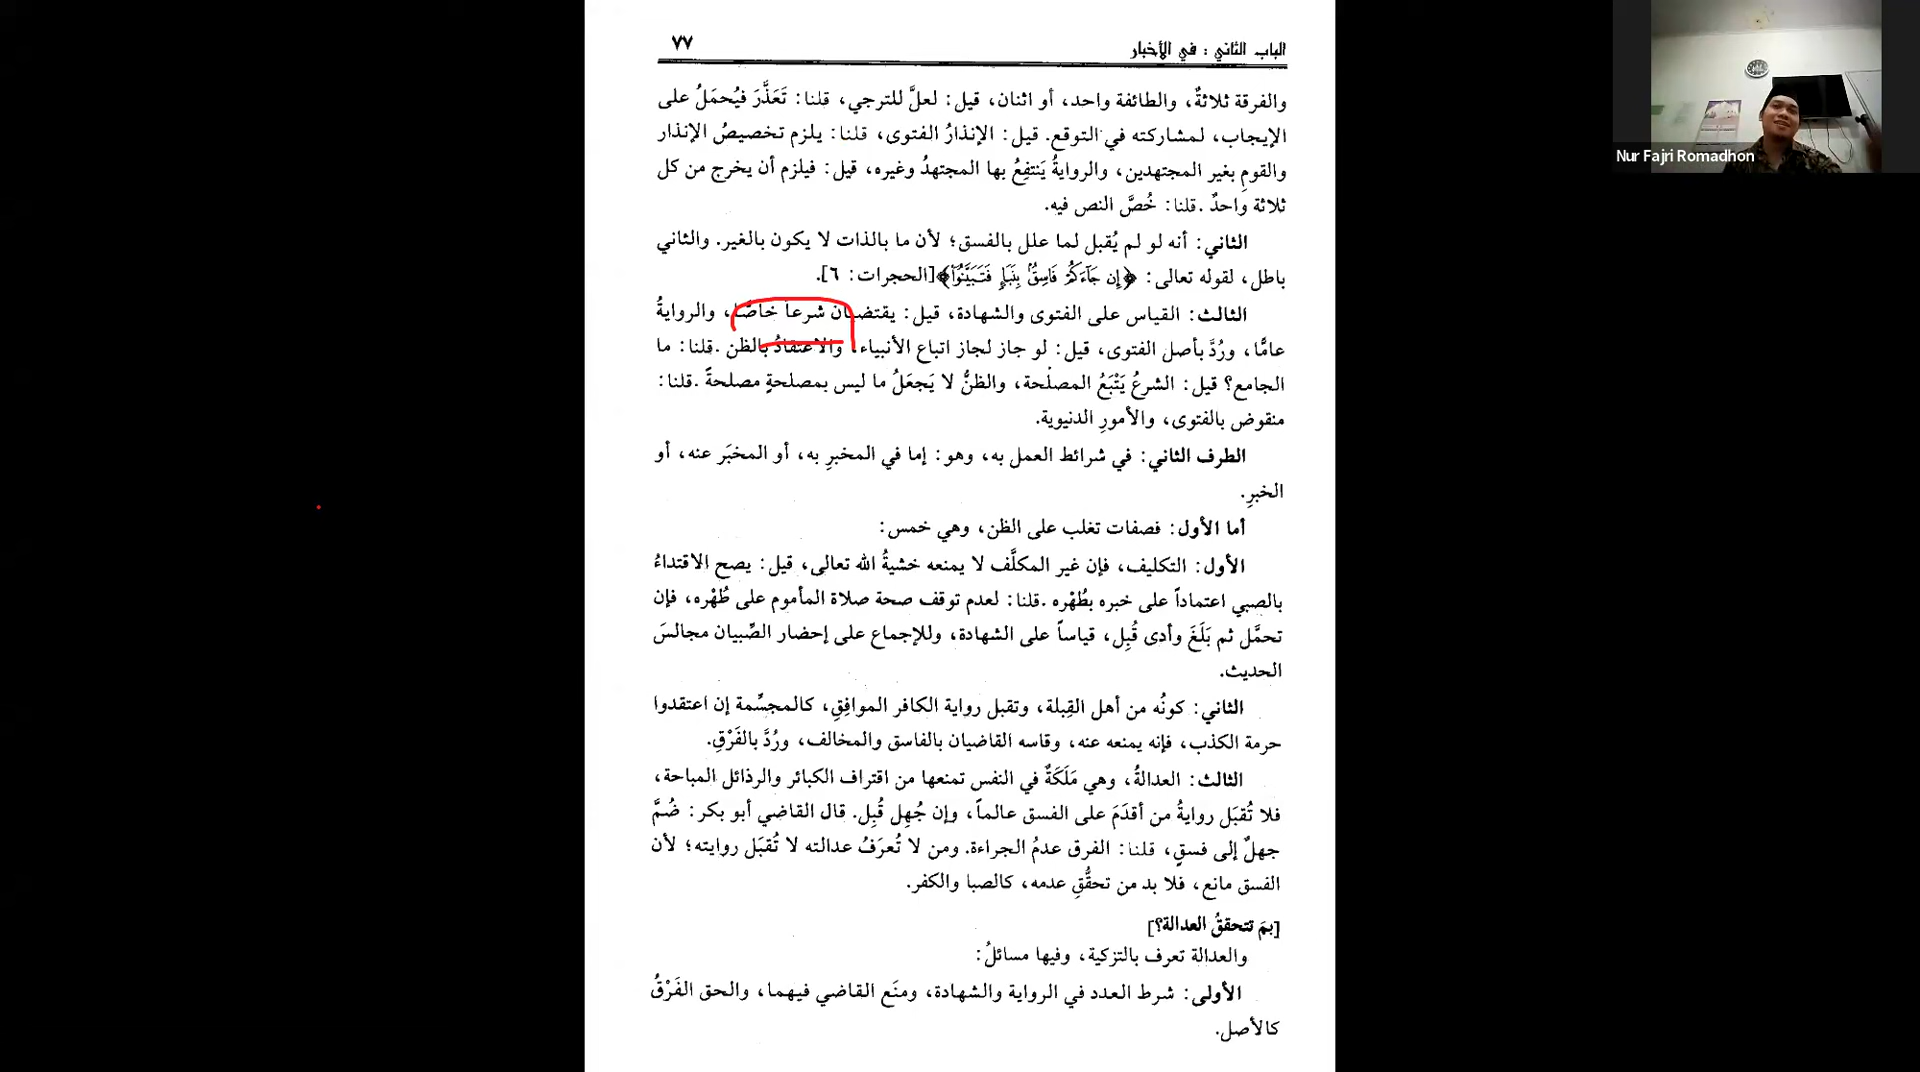 الباب الثاني : في الأخبار ٧٧
والفرقة ثلاثةٌ، والطائفة واحد، أو اثنان، قيل: لعلَّ للترجي، قلنا: تَعَذَّرَ فيُحمَلُ على
الإيجاب، لمشاركته في التوقع. قيل: الإنذارُ الفتوى، قلنا: يلزم تخصيصُ الإنذار
والقومِ بغير المجتهدين، والروايةُ يَنتفِعُ بها المجتهدُ وغيره، قيل: فيلزم أن يخرج من كل
ثلاثة واحدٌ .قلنا: خُصَّ النص فيه.
الثاني: أنه لو لم يُقبل لما علل بالفسق؛ لأن ما بالذات لا يكون بالغير. والثاني
باطل، لقوله تعالى: ﴿إِن جَآءَكُمْ فَاسِقُۢ بِنَبَإٍ فَتَبَيَّنُوٓا۟﴾[الحجرات: ٦].
الثالث: القياس على الفتوى والشهادة، قيل: يقتضيان شرعاً خاصًّا، والروايةُ
عامًّا، ورُدَّ بأصل الفتوى، قيل: لو جاز لجاز اتباع الأنبياء، والاعتقادُ بالظن .قلنا: ما
الجامع؟ قيل: الشرعُ يَتْبَعُ المصلحة، والظنُّ لا يَجعَلُ ما ليس بمصلحةٍ مصلحةً .قلنا:
منقوض بالفتوى، والأمورِ الدنيوية.
الطرف الثاني: في شرائط العمل به، وهو: إما في المخبرِ به، أو المخبَر عنه، أو
الخبرِ.
أما الأول: فصفات تغلب على الظن، وهي خمس:
الأول: التكليف، فإن غير المكلَّف لا يمنعه خشيةُ الله تعالى، قيل: يصح الاقتداءُ
بالصبي اعتماداً على خبره بطُهْره .قلنا: لعدم توقف صحة صلاة المأموم على طُهْره، فإن
تحمَّل ثم بَلَغَ وأدى قُبِل، قياساً على الشهادة، وللإجماع على إحضار الصِّبيان مجالسَ
الحديث.
الثاني: كونُه من أهل القِبلة، وتقبل رواية الكافر الموافِقِ، كالمجسِّمة إن اعتقدوا
حرمة الكذب، فإنه يمنعه عنه، وقاسه القاضيان بالفاسق والمخالف، ورُدَّ بالفَرْقِ.
الثالث: العدالةُ، وهي مَلَكَةٌ في النفس تمنعها من اقتراف الكبائر والرذائل المباحة،
فلا تُقبَل روايةُ من أقدَمَ على الفسق عالماً، وإن جُهِل قُبِل. قال القاضي أبو بكر: ضُمَّ
جهلٌ إلى فسقٍ، قلنا: الفرق عدمُ الجراءة. ومن لا تُعرَفُ عدالته لا تُقبَل روايته؛ لأن
الفسق مانع، فلا بد من تحقُّقِ عدمه، كالصبا والكفر.
[بمَ تتحققُ العدالة؟]
والعدالة تعرف بالتزكية، وفيها مسائلُ:
الأولى: شرط العدد في الرواية والشهادة، ومنَع القاضي فيهما، والحق الفَرْقُ
كالأصل.
Nur Fajri Romadhon